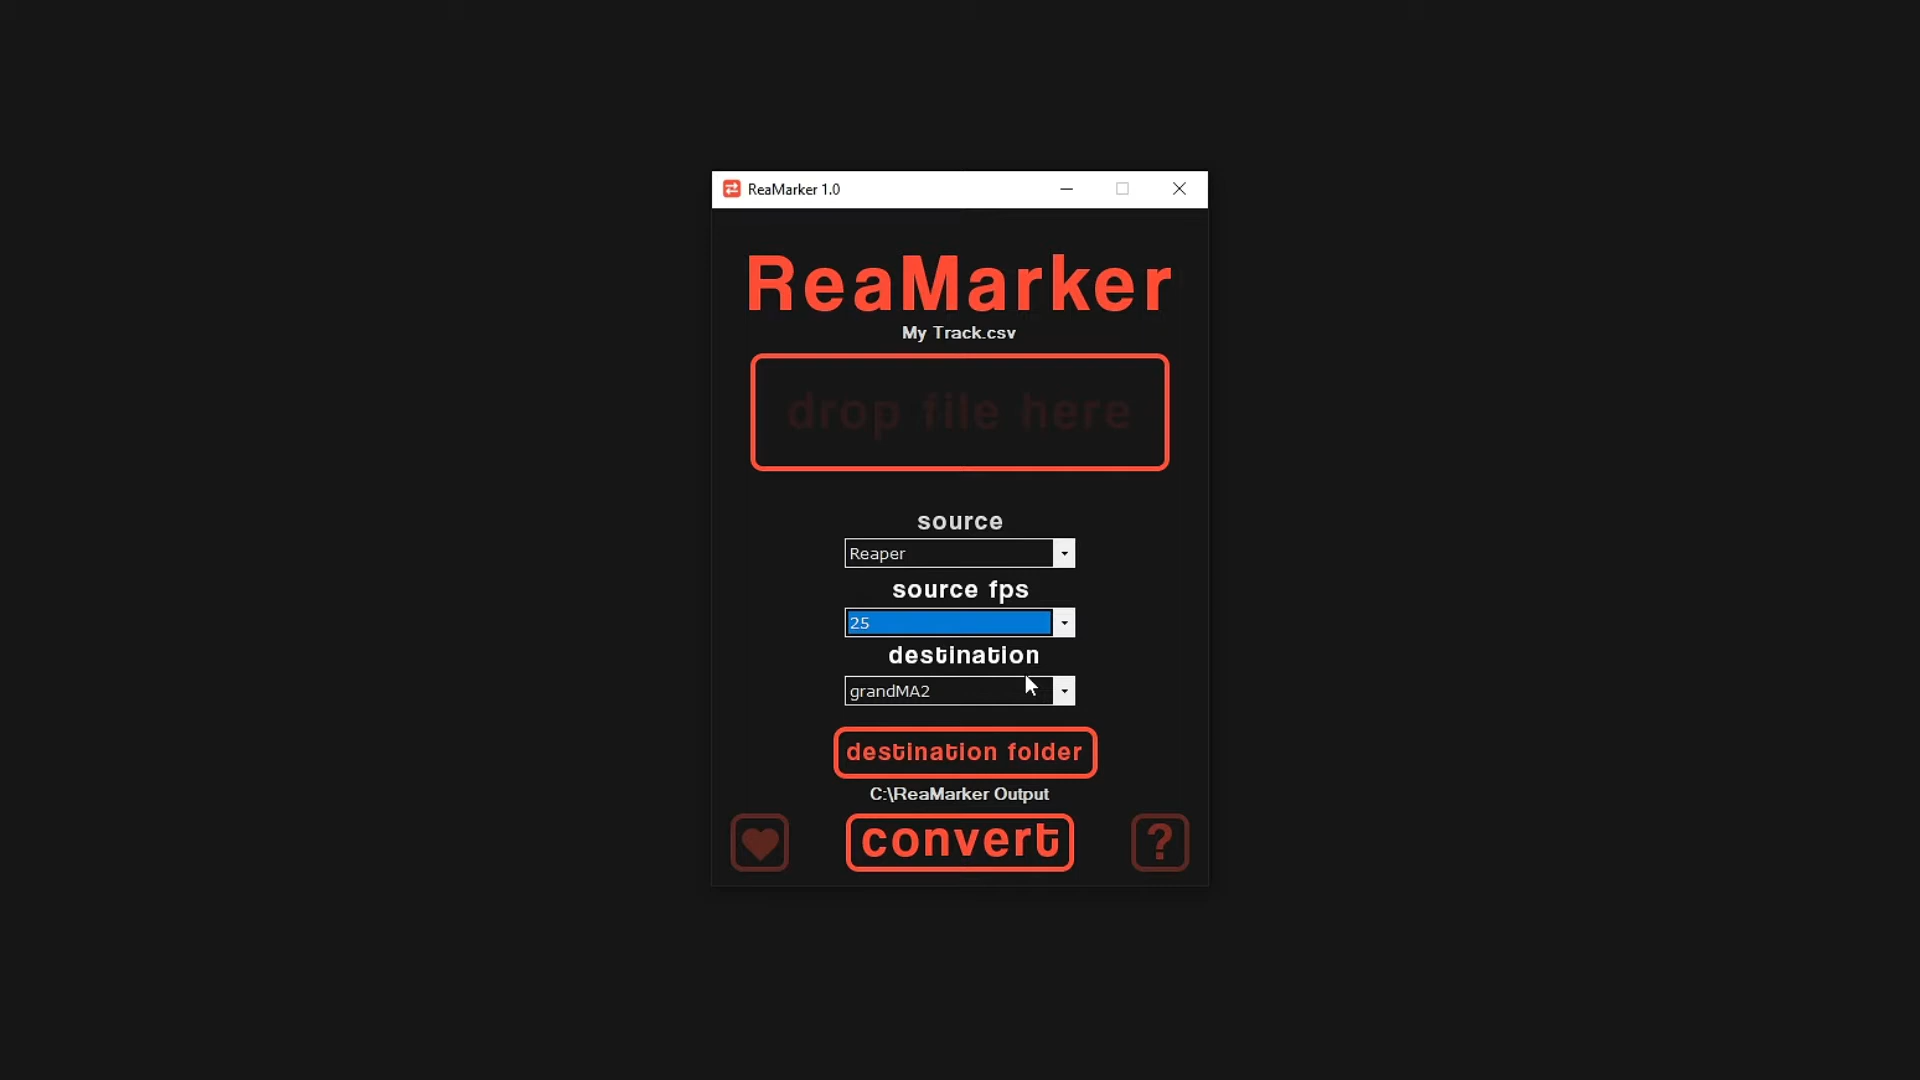 ReaMarker 1.0
ReaMarker
My Track.csv
drop file here
source
Reaper
source fps
25
destination
grandMA2
destination folder
C:\ReaMarker Output
convert
?